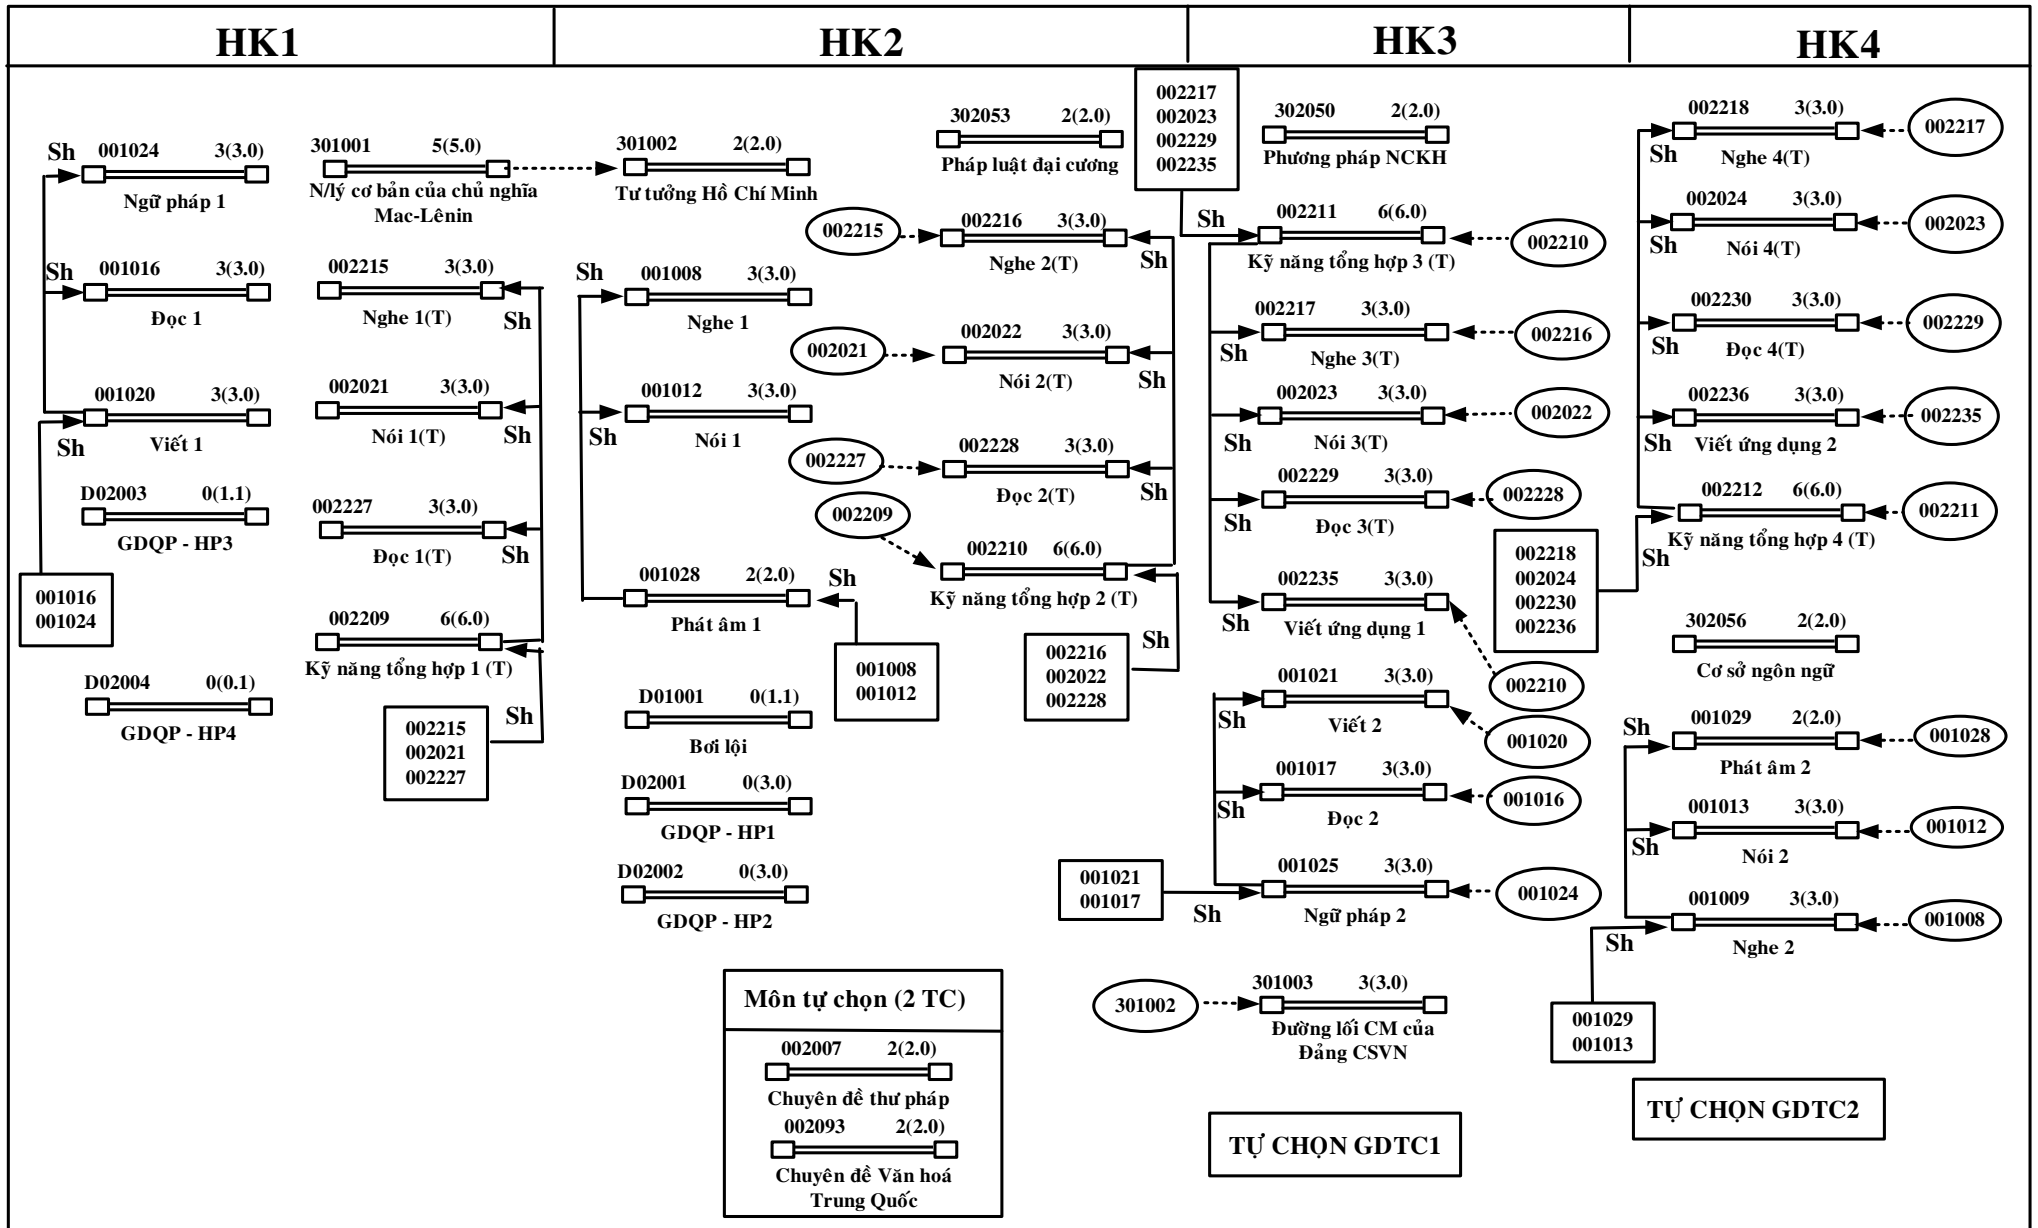 HK1
HK2
HK3
HK4
Sh
001024 3(3.0)
Ngữ pháp 1
Sh
001016 3(3.0)
Đọc 1
001020 3(3.0)
Sh
Viết 1
D02003 0(1.1)
GDQP - HP3
001016
001024
D02004 0(0.1)
GDQP - HP4
301001 5(5.0)
N/lý cơ bản của chủ nghĩa
Mac-Lênin
002215 3(3.0)
Nghe 1(T)
Sh
002021 3(3.0)
Nói 1(T)
Sh
002227 3(3.0)
Đọc 1(T)
Sh
002209 6(6.0)
Kỹ năng tổng hợp 1 (T)
Sh
002215
002021
002227
301002 2(2.0)
Tư tưởng Hồ Chí Minh
Sh
001008 3(3.0)
Nghe 1
001012 3(3.0)
Sh
Nói 1
001028 2(2.0)
Sh
Phát âm 1
001008
001012
D01001 0(1.1)
Bơi lội
D02001 0(3.0)
GDQP - HP1
D02002 0(3.0)
GDQP - HP2
302053 2(2.0)
Pháp luật đại cương
002215
002216 3(3.0)
Nghe 2(T)
Sh
002021
002022 3(3.0)
Nói 2(T)
Sh
002227
002228 3(3.0)
Đọc 2(T)
Sh
002209
002210 6(6.0)
Kỹ năng tổng hợp 2 (T)
Sh
002216
002022
002228
Môn tự chọn (2 TC)
002007 2(2.0)
Chuyên đề thư pháp
002093 2(2.0)
Chuyên đề Văn hoá
Trung Quốc
002217
002023
002229
002235
302050 2(2.0)
Phương pháp NCKH
Sh
002211 6(6.0)
002210
Kỹ năng tổng hợp 3 (T)
002217 3(3.0)
002216
Sh
Nghe 3(T)
002023 3(3.0)
002022
Sh
Nói 3(T)
002229 3(3.0)
002228
Sh
Đọc 3(T)
002235 3(3.0)
Sh
Viết ứng dụng 1
002210
001021 3(3.0)
Sh
Viết 2
001020
001017 3(3.0)
001016
Sh
Đọc 2
001021
001017
001025 3(3.0)
001024
Sh
Ngữ pháp 2
301002
301003 3(3.0)
Đường lối CM của
Đảng CSVN
TỰ CHỌN GDTC1
002218 3(3.0)
002217
Sh
Nghe 4(T)
002024 3(3.0)
002023
Sh
Nói 4(T)
002230 3(3.0)
002229
Sh
Đọc 4(T)
002236 3(3.0)
002235
Sh
Viết ứng dụng 2
002212 6(6.0)
002211
Kỹ năng tổng hợp 4 (T)
Sh
002218
002024
002230
002236
302056 2(2.0)
Cơ sở ngôn ngữ
Sh
001029 2(2.0)
001028
Phát âm 2
001013 3(3.0)
001012
Sh
Nói 2
001009 3(3.0)
001008
Sh
Nghe 2
001029
001013
TỰ CHỌN GDTC2